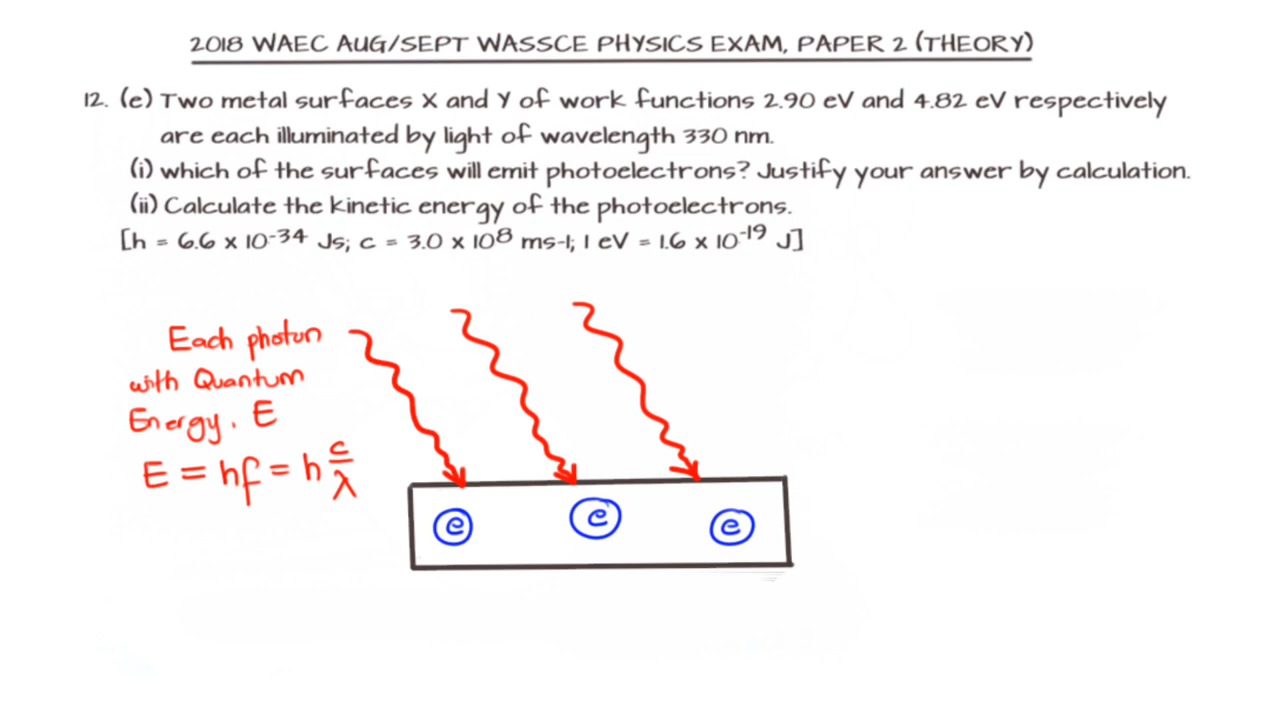 2018 WAEC AUG/SEPT WASSCE PHYSICS EXAM, PAPER 2 (THEORY)
12. (e) Two metal surfaces X and Y of work functions 2.90 eV and 4.82 eV respectively
are each illuminated by light of wavelength 330 nm.
(i) which of the surfaces will emit photoelectrons? Justify your answer by calculation.
(ii) Calculate the kinetic energy of the photoelectrons.
[h = 6.6 x 10⁻³⁴ Js; c = 3.0 x 10⁸ ms-1; 1 eV = 1.6 x 10⁻¹⁹ J]
Each photon
with Quantum
Energy. E
E = hf = h c/λ
e e e